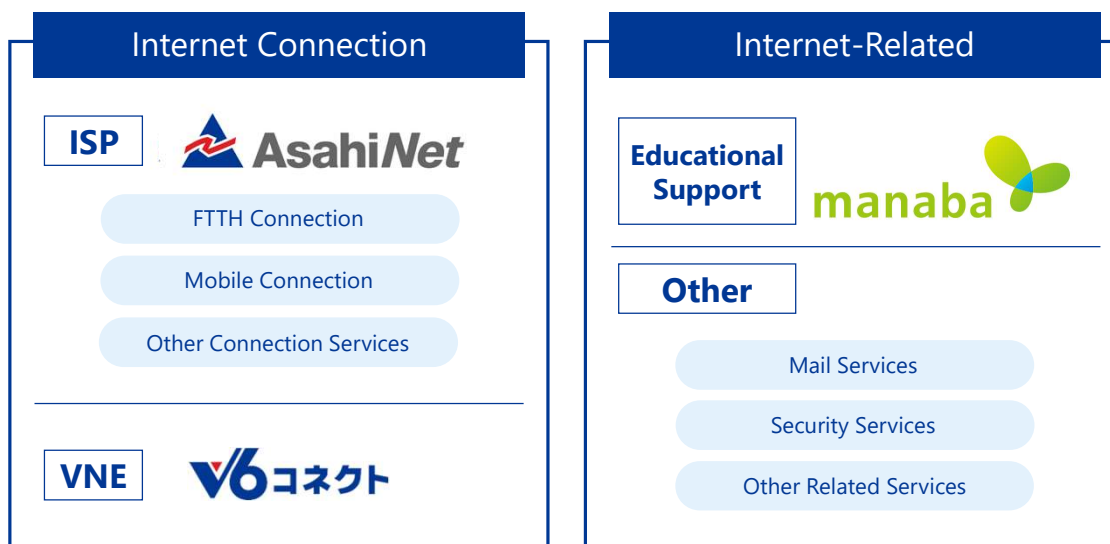 Internet Connection
ISP
AsahiNet
FTTH Connection
Mobile Connection
Other Connection Services
VNE
V6コネクト
Internet-Related
Educational
Support
manaba
Other
Mail Services
Security Services
Other Related Services